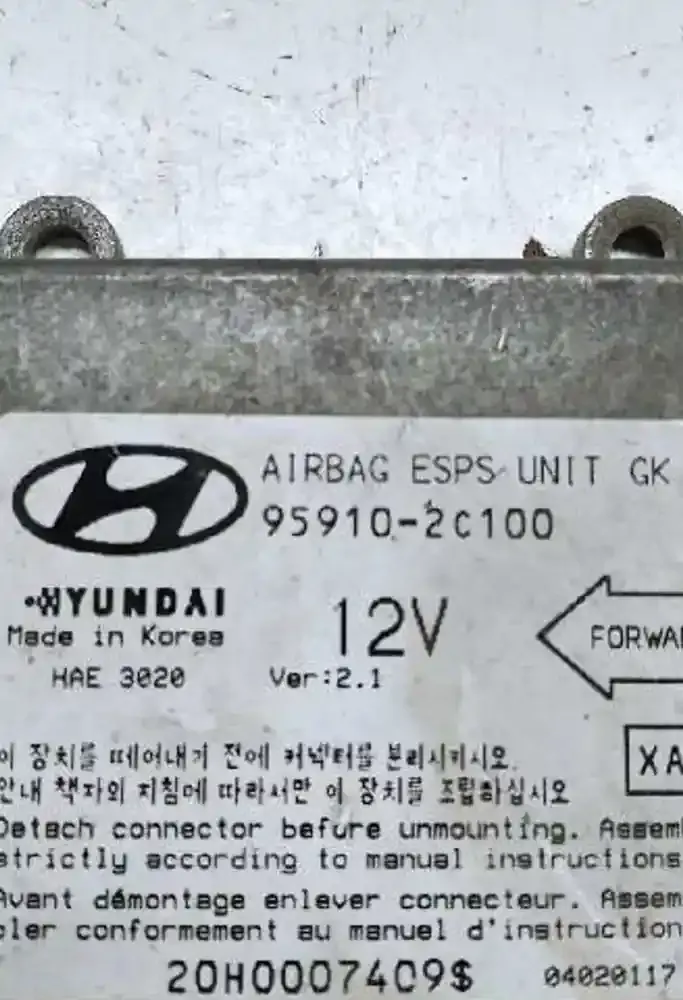 AIRBAG ESPS UNIT GK
95910-2C100
HYUNDAI
Made in Korea
HAE 3020
12V
Ver:2.1
FORWA
XA
이 장치를 떼어내기 전에 커넥터를 분리시키시오.
안내 책자의 지침에 따라서만 이 장치를 조립하십시오
Detach connector before unmounting. Assem
strictly according to manual instructions
Avant démontage enlever connecteur. Assem
bler conformement au manuel d'instruction
20H0007409$
04020117